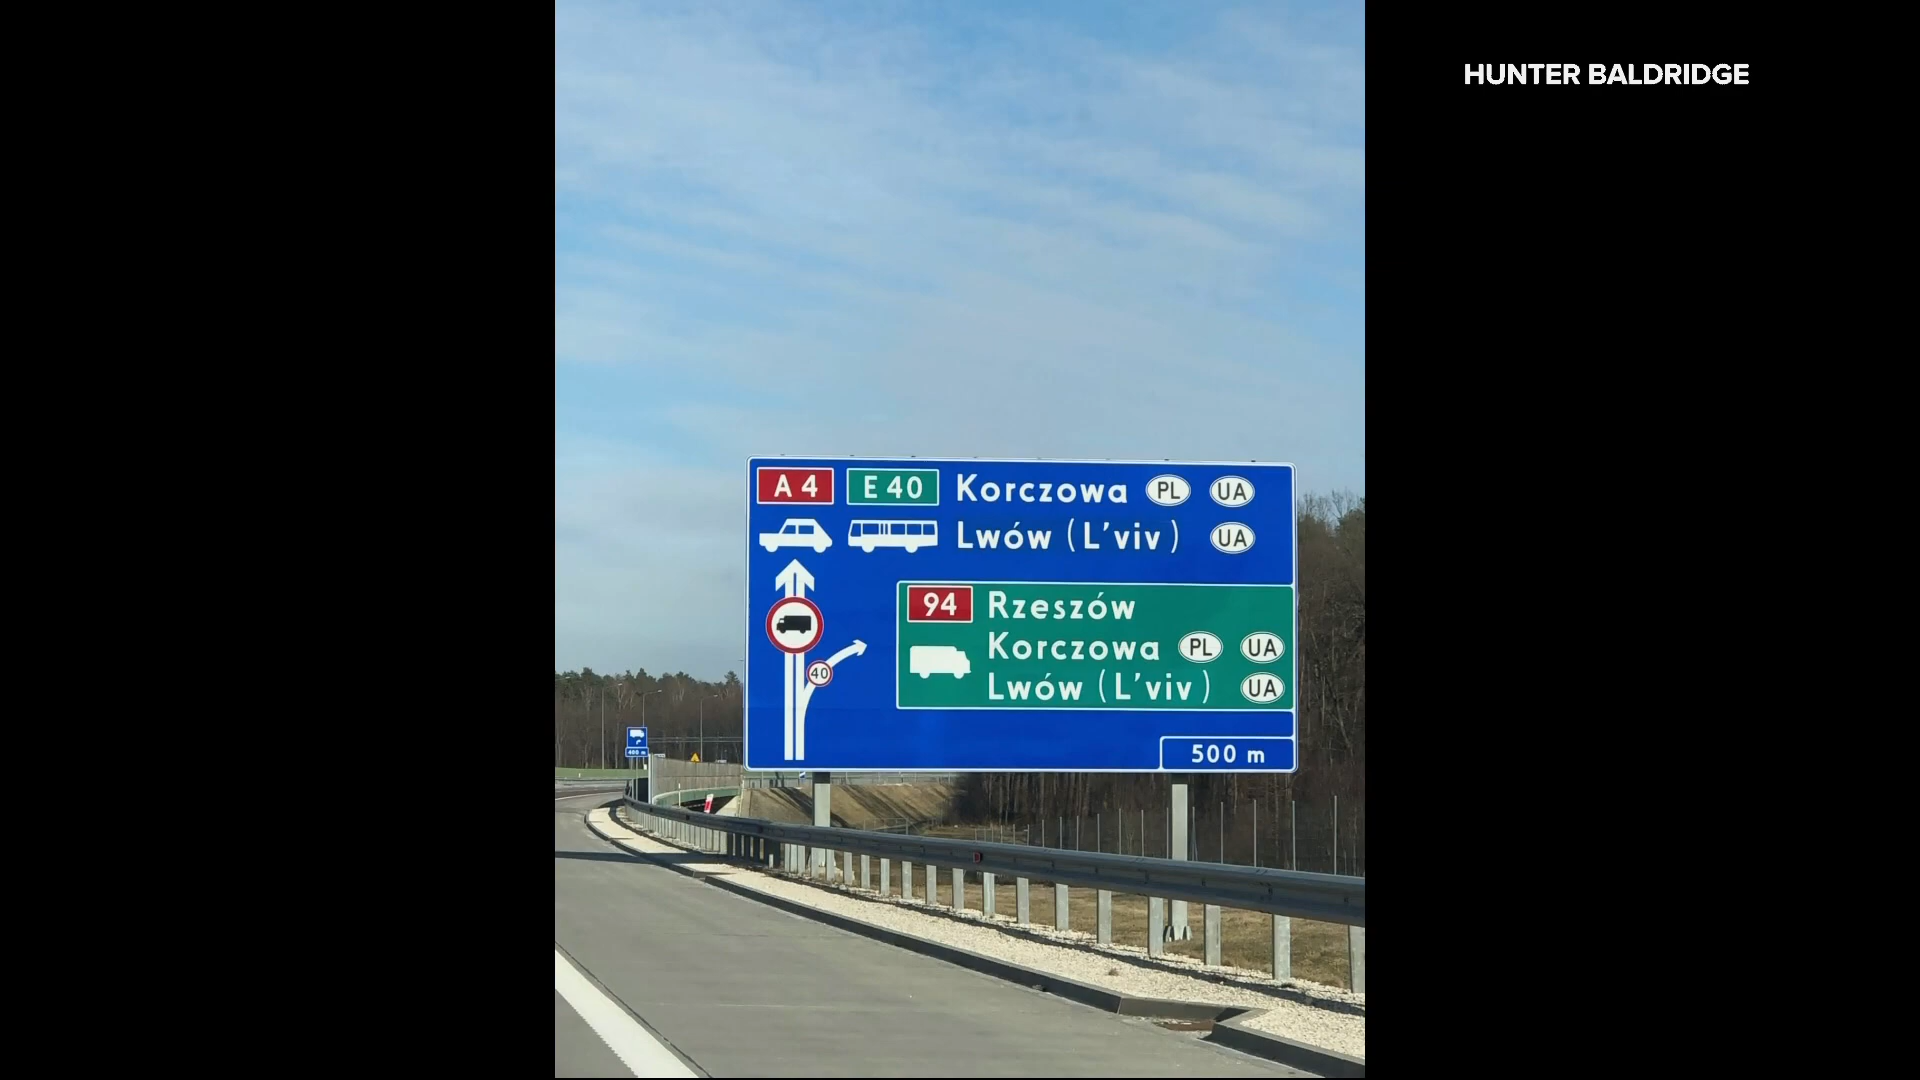 HUNTER BALDRIDGE
A 4 E 40 Korczowa PL UA
Lwów (L'viv) UA
94 Rzeszów
Korczowa PL UA
40
Lwów (L'viv) UA
500 m
400 m